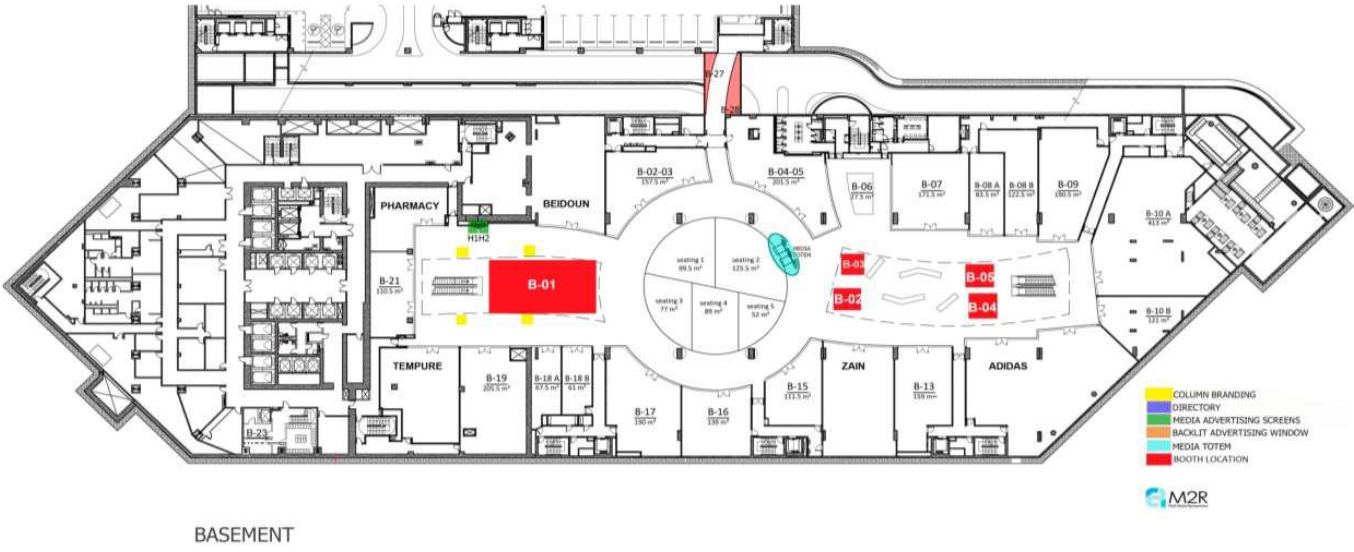 B-27
B-28
B-02-03
157.5 m²
B-04-05
201.5 m²
B-06
27.5 m²
B-07
171.5 m²
B-08 A
83.5 m²
B-08 B
122.5 m²
B-09
190.5 m²
B-10 A
413 m²
PHARMACY
BEIDOUN
H1H2
MEDIA
TOTEM
seating 1
99.5 m²
seating 2
125.5 m²
seating 3
77 m²
seating 4
89 m²
seating 5
52 m²
B-21
110.5 m²
B-01
B-03
B-02
B-05
B-04
B-10 B
121 m²
TEMPURE
B-19
205.5 m²
B-18 A
67.5 m²
B-18 B
61 m²
B-17
190 m²
B-16
139 m²
B-15
111.5 m²
ZAIN
B-13
159 m²
ADIDAS
B-23
COLUMN BRANDING
DIRECTORY
MEDIA ADVERTISING SCREENS
BACKLIT ADVERTISING WINDOW
MEDIA TOTEM
BOOTH LOCATION
M2R
BASEMENT